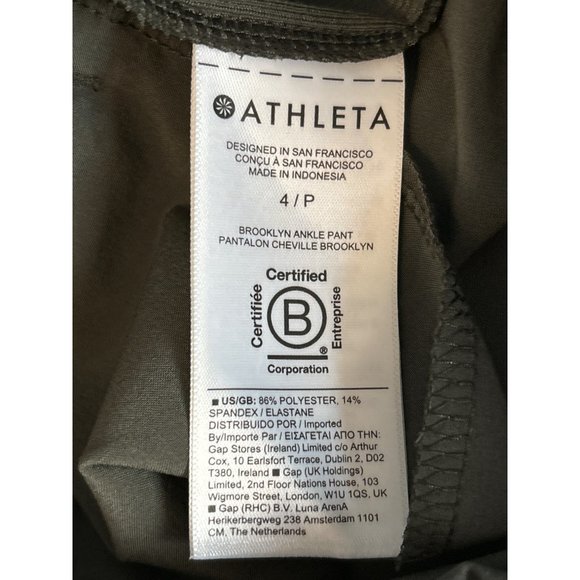 ATHLETA
DESIGNED IN SAN FRANCISCO
CONÇU À SAN FRANCISCO
MADE IN INDONESIA
4 / P
BROOKLYN ANKLE PANT
PANTALON CHEVILLE BROOKLYN
Certified
Certifiée
B
Entreprise
®
Corporation
■ US/GB: 86% POLYESTER, 14%
SPANDEX / ELASTANE
DISTRIBUIDO POR / Imported
By/Importe Par / ΕΙΣΑΓΕΤΑΙ ΑΠΟ ΤΗΝ:
Gap Stores (Ireland) Limited c/o Arthur
Cox, 10 Earlsfort Terrace, Dublin 2, D02
T380, Ireland ■ Gap (UK Holdings)
Limited, 2nd Floor Nations House, 103
Wigmore Street, London, W1U 1QS, UK
■ Gap (RHC) B.V. Luna ArenA
Herikerbergweg 238 Amsterdam 1101
CM, The Netherlands